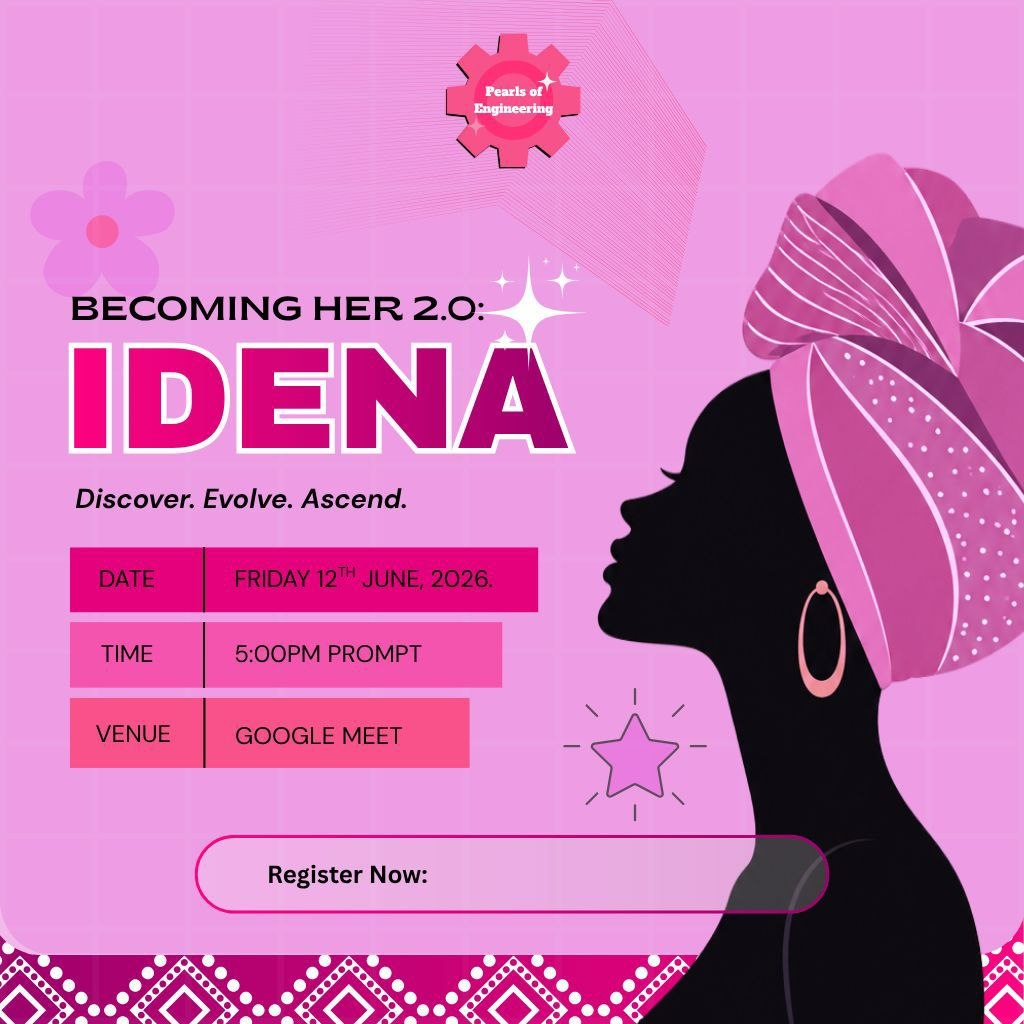 Pearls of
Engineering
BECOMING HER 2.0:
IDENA
Discover. Evolve. Ascend.
DATE FRIDAY 12TH JUNE, 2026.
TIME 5:00PM PROMPT
VENUE GOOGLE MEET
Register Now: